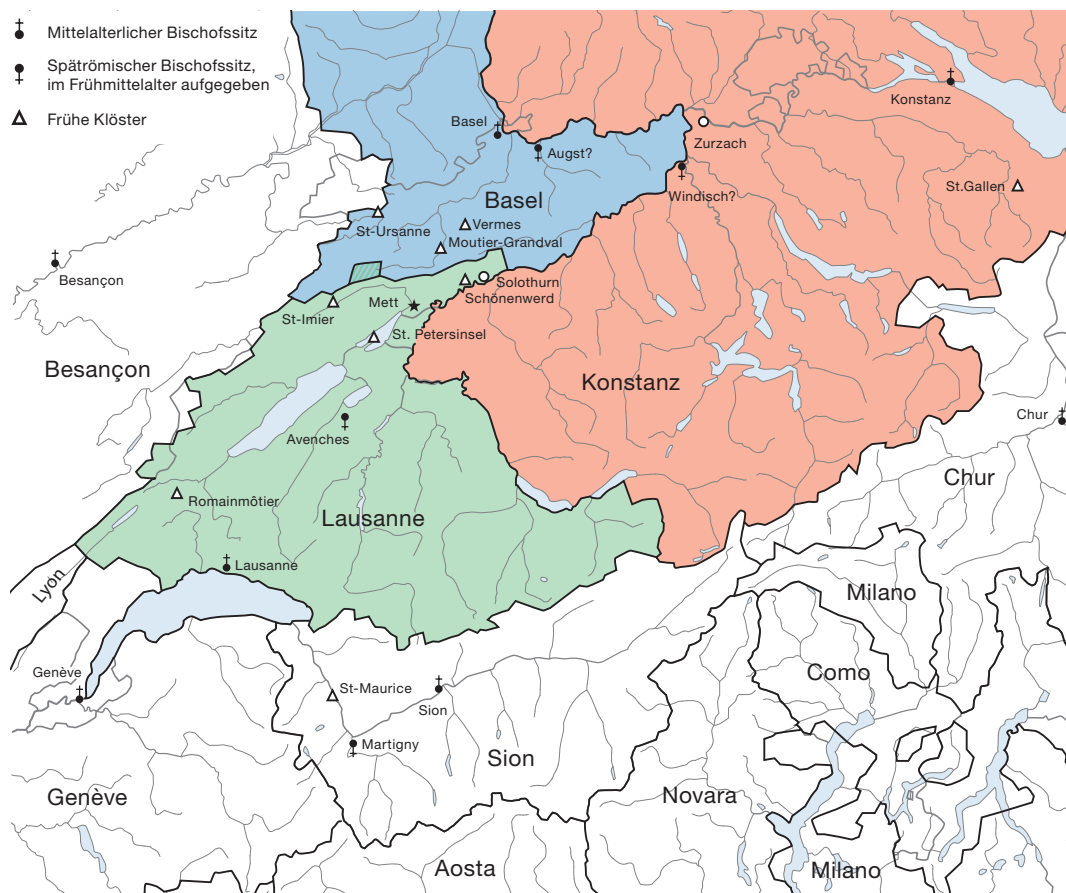 Mittelalterlicher Bischofssitz
Spätrömischer Bischofssitz,
im Frühmittelalter aufgegeben
Frühe Klöster
Konstanz
Basel
Zurzach
Augst?
St.Gallen
Windisch?
Basel
Vermes
St-Ursanne
Moutier-Grandval
Besançon
Solothurn
Mett
Schönenwerd
St-Imier
St. Petersinsel
Besançon
Konstanz
Chur
Avenches
Chur
Romainmôtier
Lausanne
Lausanne
Lyon
Milano
Genève
Como
St-Maurice
Sion
Martigny
Sion
Novara
Genève
Aosta
Milano